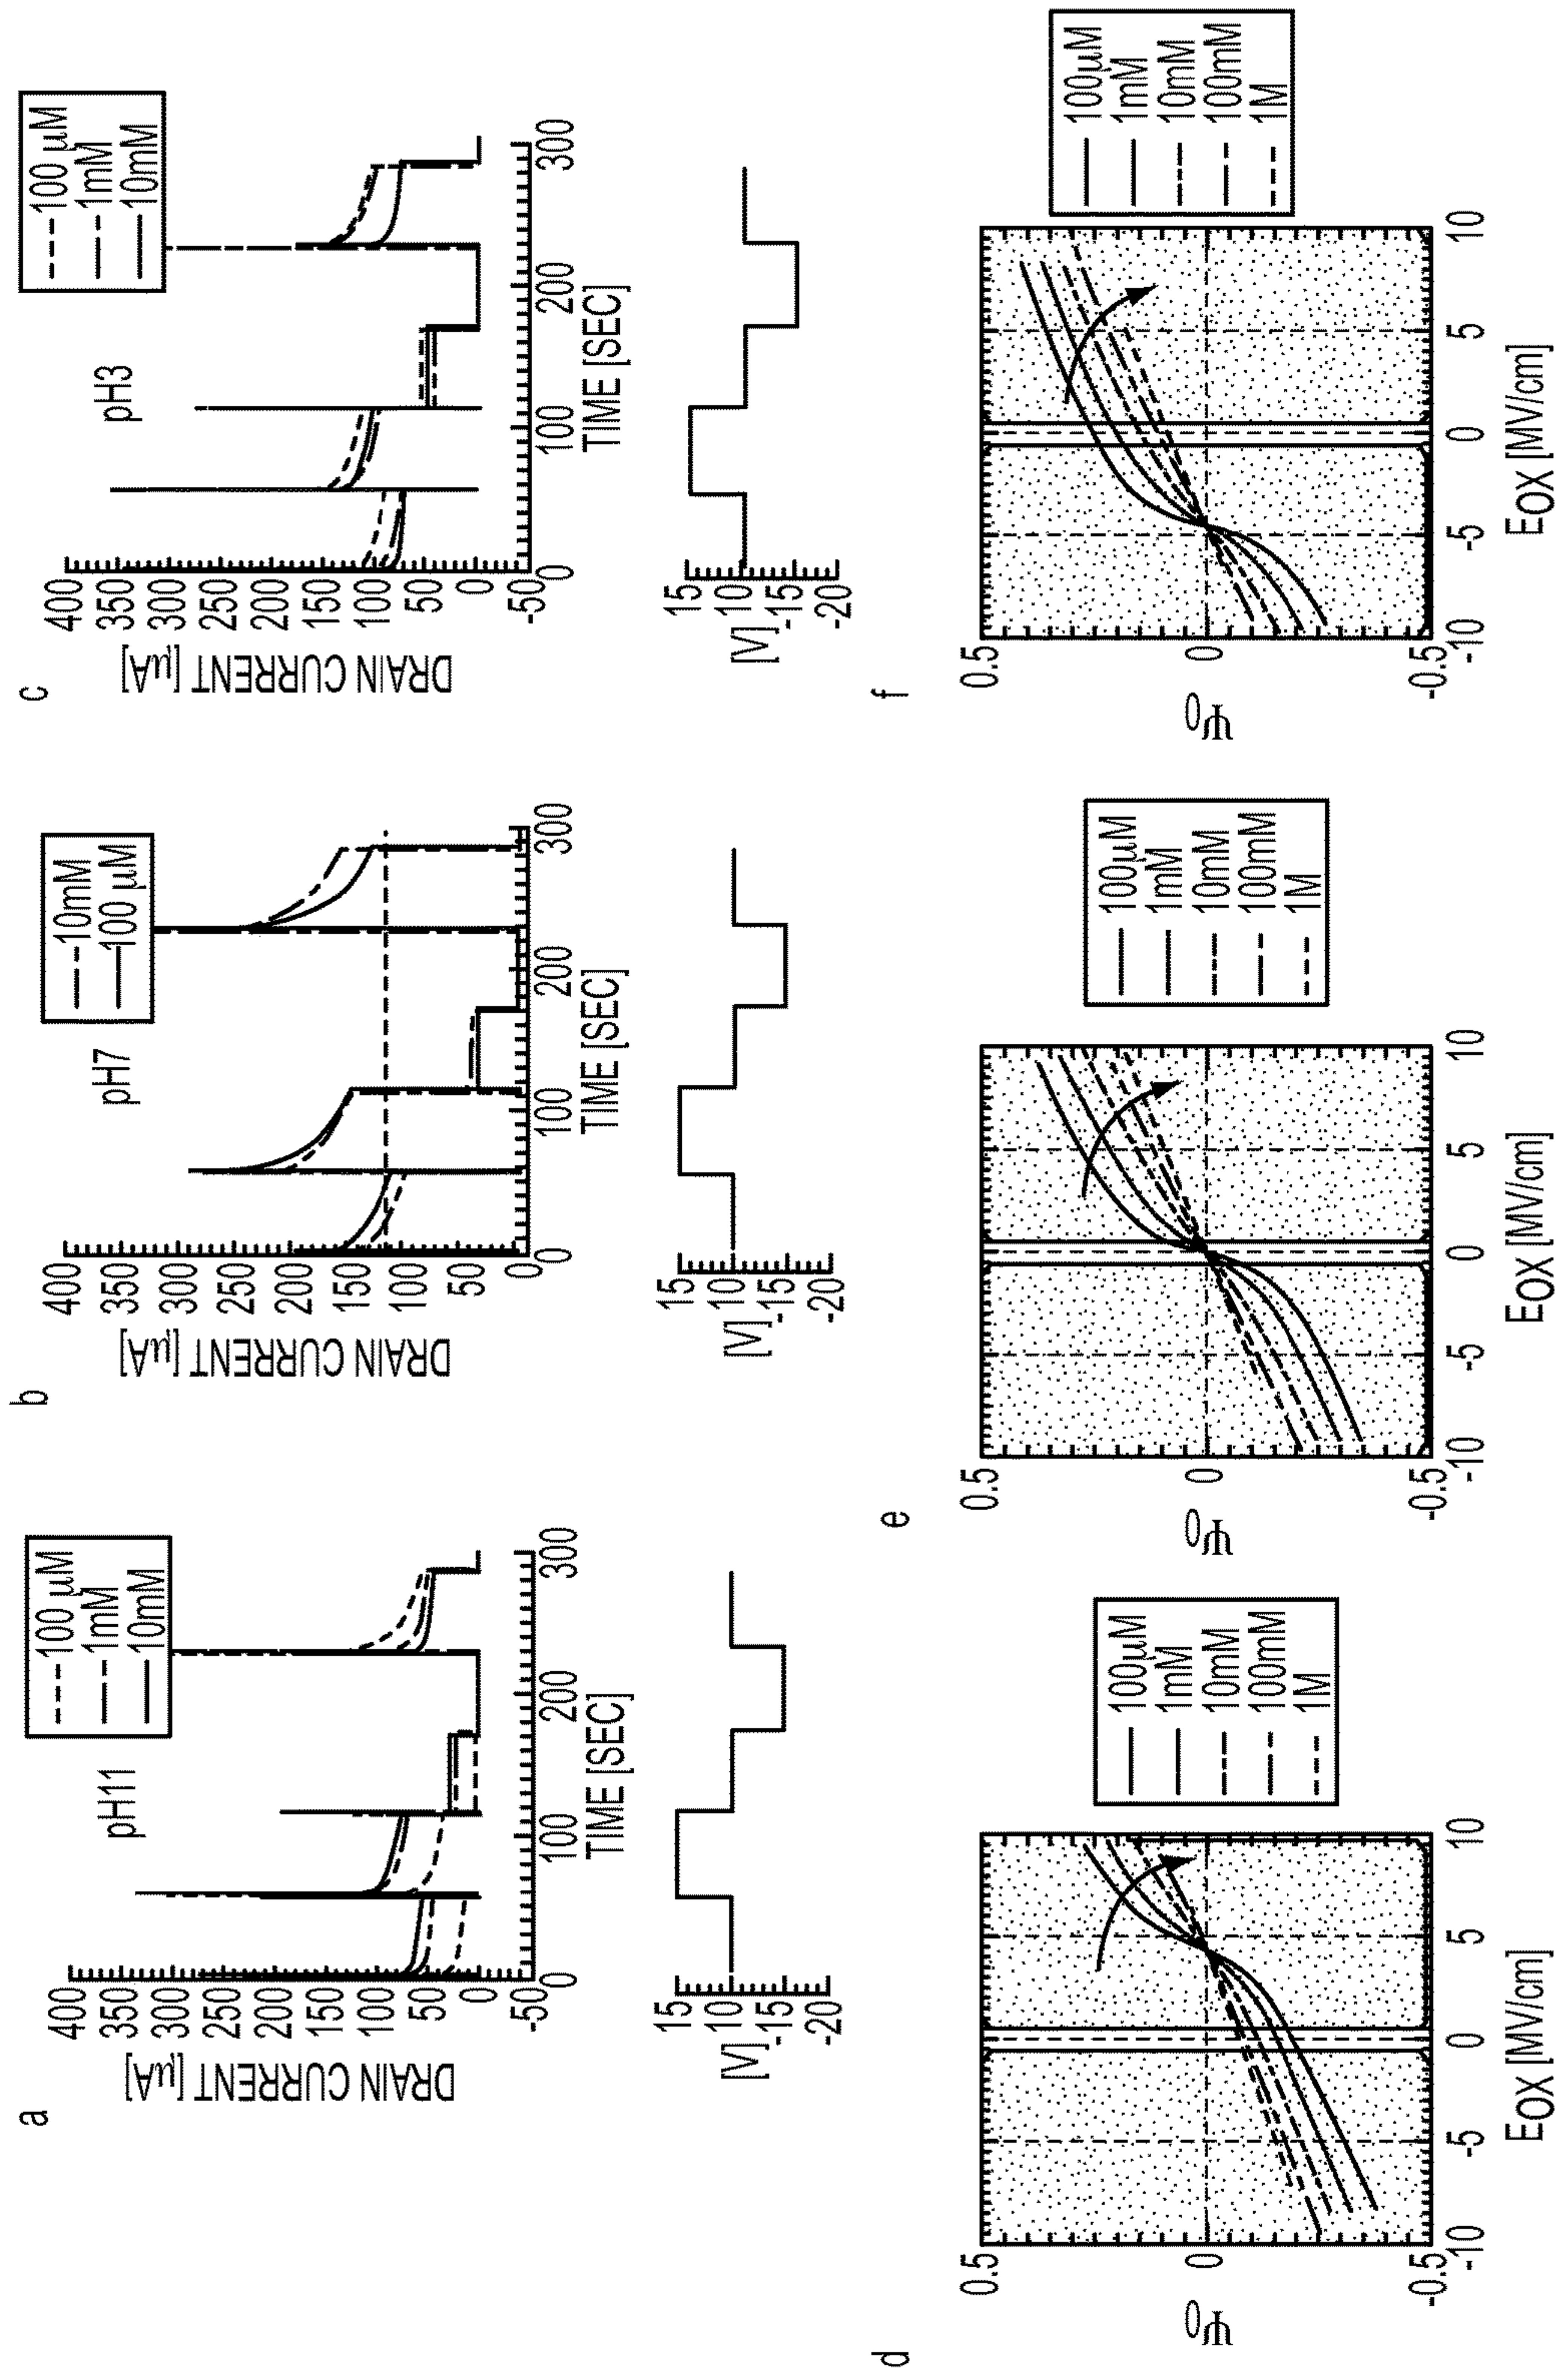 a
pH11
100 µM
1mM
10mM
DRAIN CURRENT [µA]
400
350
300
250
200
150
100
50
0
-50
0
100
200
300
TIME [SEC]
[V]
15
10
-15
-20
b
pH7
10mM
100 µM
DRAIN CURRENT [µA]
400
350
300
250
200
150
100
50
0
0
100
200
300
TIME [SEC]
[V]
15
10
-15
-20
c
pH3
100 µM
1mM
10mM
DRAIN CURRENT [µA]
400
350
300
250
200
150
100
50
0
-50
0
100
200
300
TIME [SEC]
[V]
15
10
-15
-20
d
Ψ0
0.5
0
-0.5
-10
-5
0
5
10
EOX [MV/cm]
100µM
1mM
10mM
100mM
1M
e
Ψ0
0.5
0
-0.5
-10
-5
0
5
10
EOX [MV/cm]
100µM
1mM
10mM
100mM
1M
f
Ψ0
0.5
0
-0.5
-10
-5
0
5
10
EOX [MV/cm]
100µM
1mM
10mM
100mM
1M